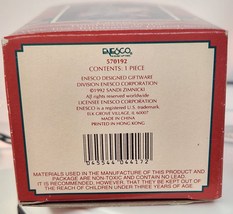 ENESCO
570192
CONTENTS: 1 PIECE
ENESCO DESIGNED GIFTWARE
DIVISION ENESCO CORPORATION
©1992 SANDI ZIMNICKI
All rights reserved worldwide
LICENSEE ENESCO CORPORATION
ENESCO is a registered U.S. trademark.
ELK GROVE VILLAGE, IL 60007
MADE IN CHINA
PRINTED IN HONG KONG
MATERIALS USED IN THE MANUFACTURE OF THIS PRODUCT AND
PACKAGE ARE NON-TOXIC AND CONTAIN NO LEAD.
IT IS RECOMMENDED, HOWEVER, THAT THEY BE KEPT OUT OF
THE REACH OF CHILDREN UNDER THREE YEARS OF AGE.